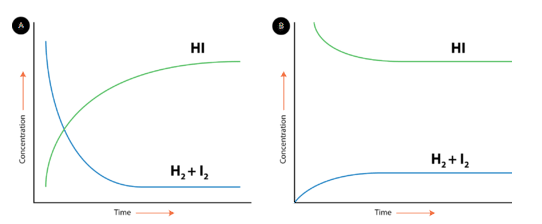 A
HI
H₂ + I₂
Concentration
Time
B
HI
H₂ + I₂
Concentration
Time